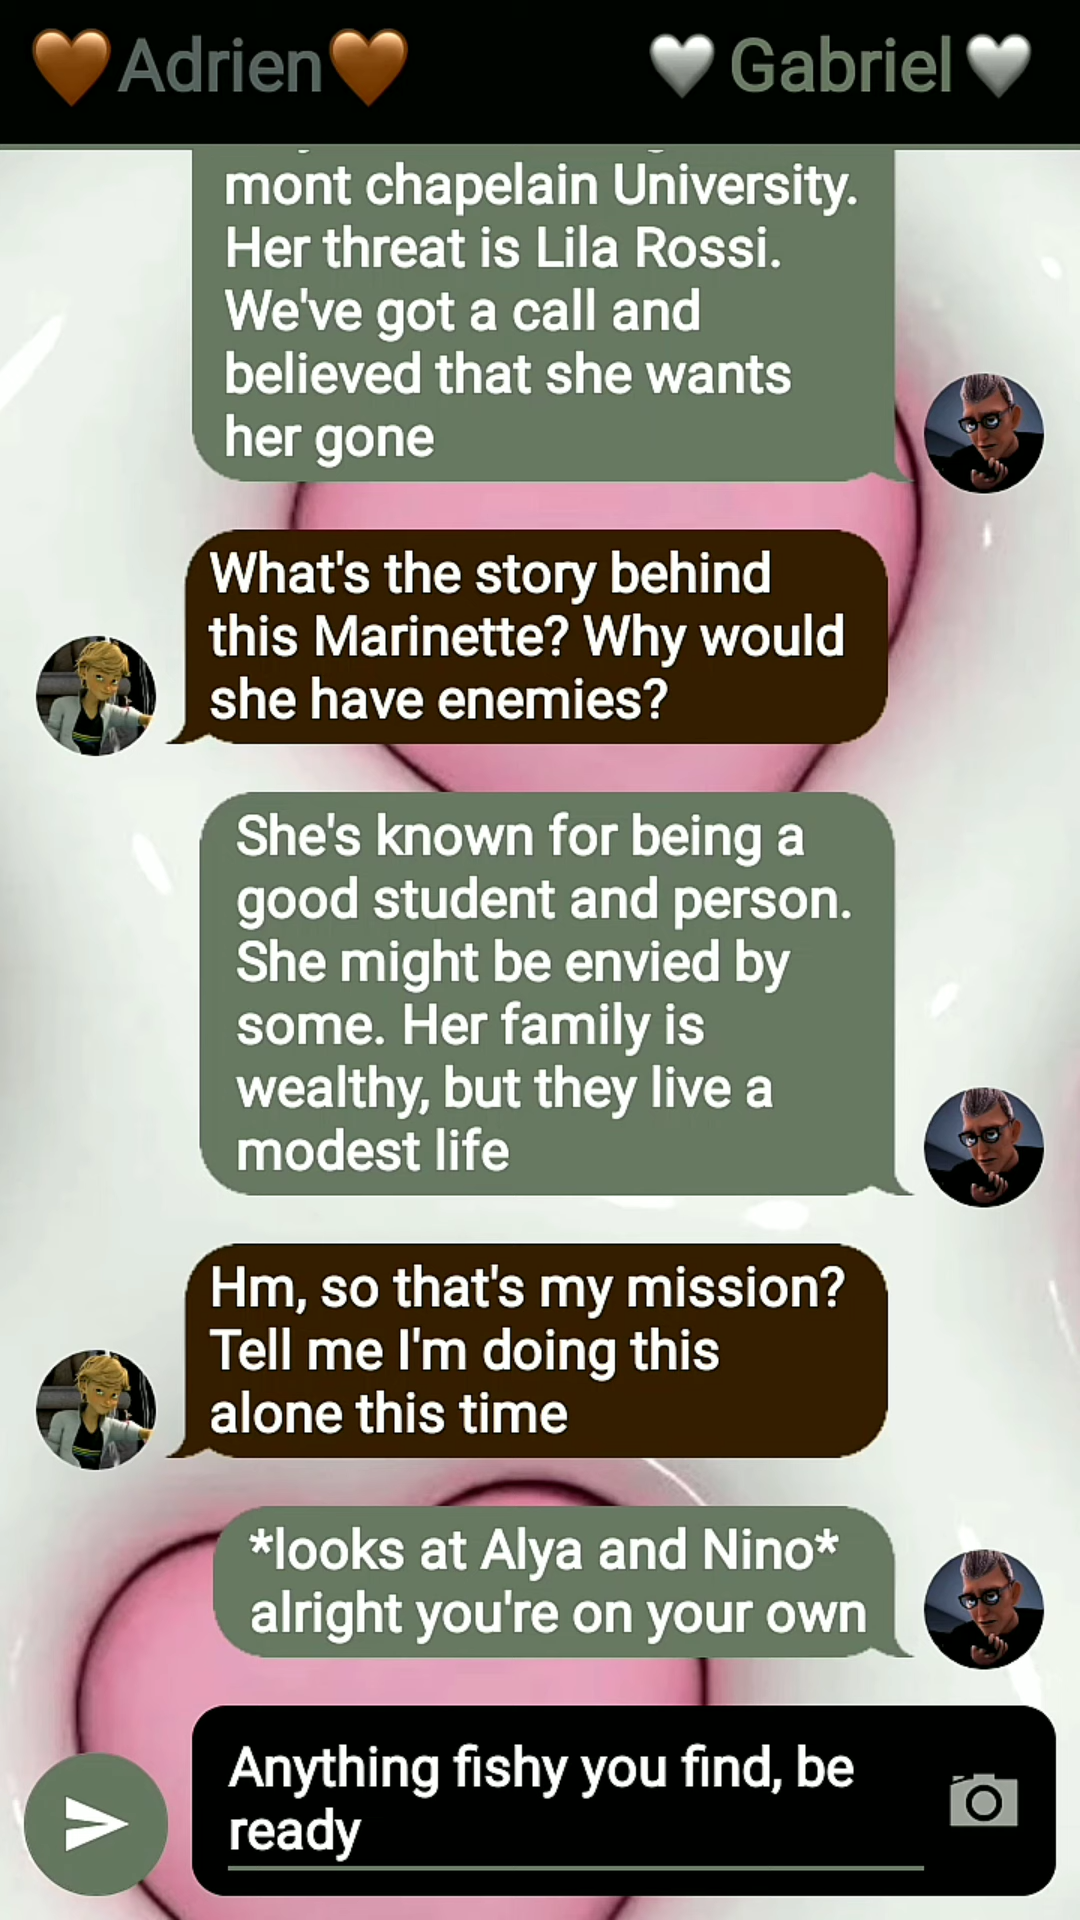 🧡Adrien🧡 🤍Gabriel🤍
mont chapelain University.
Her threat is Lila Rossi.
We've got a call and
believed that she wants
her gone
What's the story behind
this Marinette? Why would
she have enemies?
She's known for being a
good student and person.
She might be envied by
some. Her family is
wealthy, but they live a
modest life
Hm, so that's my mission?
Tell me I'm doing this
alone this time
*looks at Alya and Nino*
alright you're on your own
Anything fishy you find, be
ready